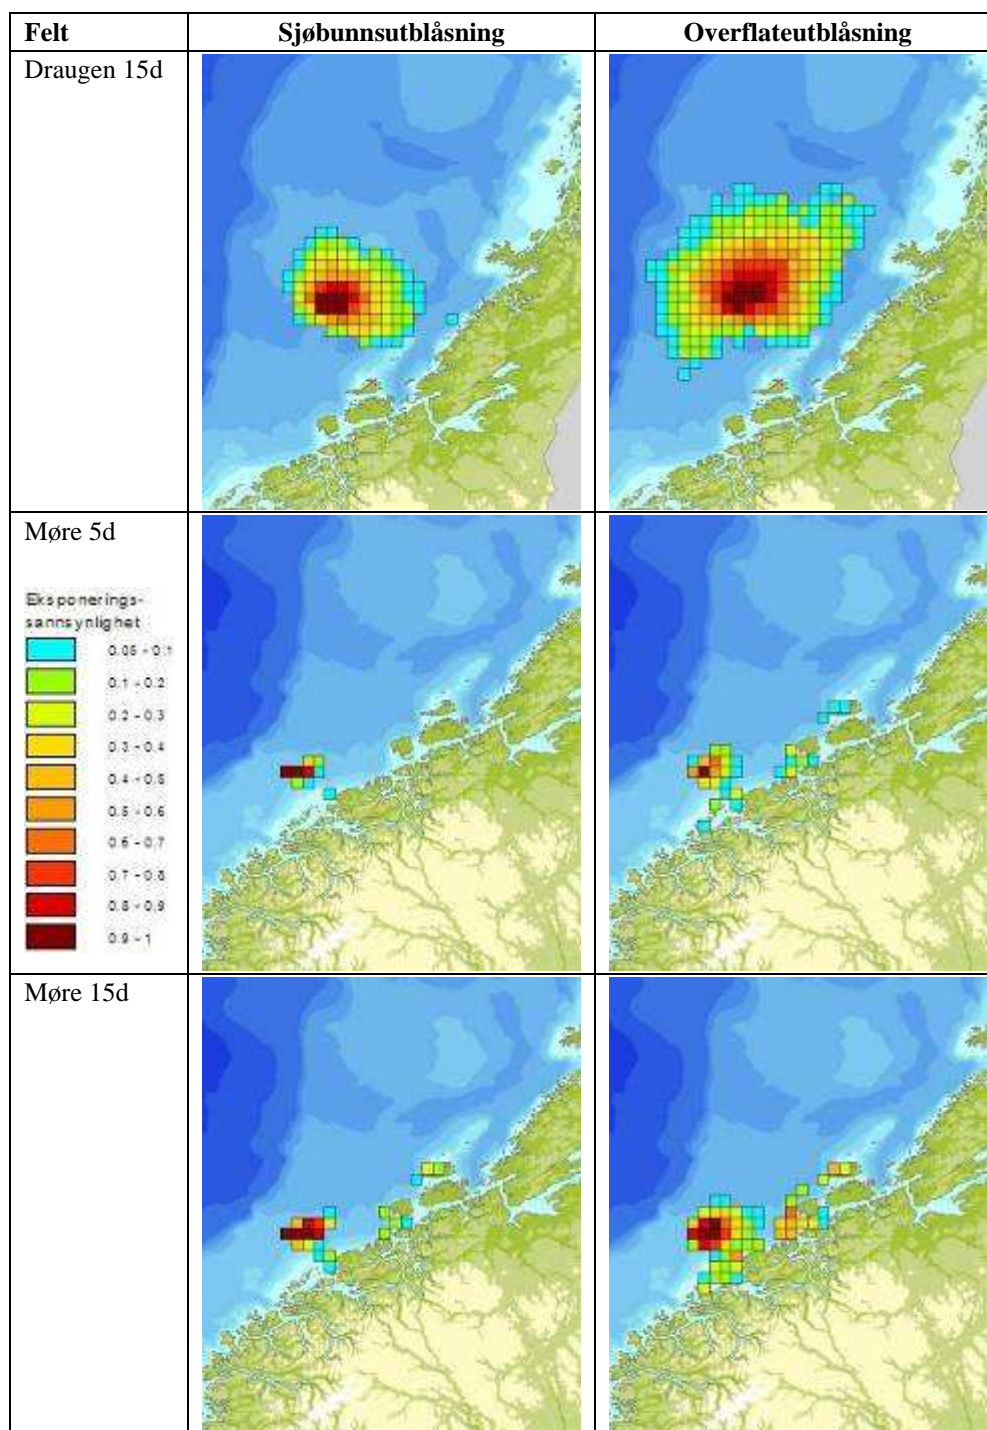 Felt Sjøbunnsutblåsning Overflateutblåsning
Draugen 15d
Møre 5d
Eksponerings-
sannsynlighet
0.05 - 0.1
0.1 - 0.2
0.2 - 0.3
0.3 - 0.4
0.4 - 0.5
0.5 - 0.6
0.6 - 0.7
0.7 - 0.8
0.8 - 0.9
0.9 - 1
Møre 15d